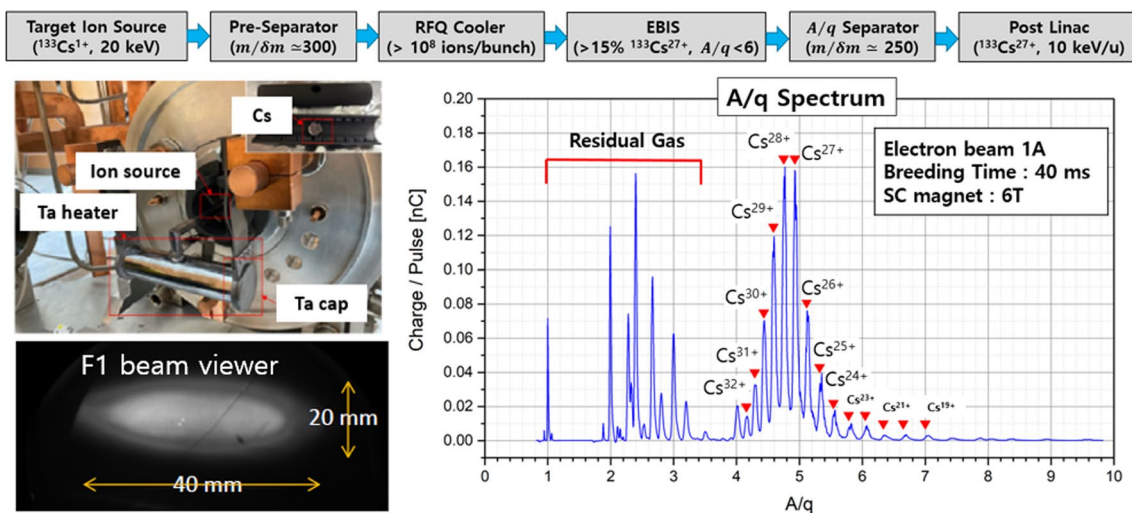 Target Ion Source
(¹³³Cs¹⁺, 20 keV)
Pre-Separator
(m/δm ≃300)
RFQ Cooler
(> 10⁸ ions/bunch)
EBIS
(>15% ¹³³Cs²⁷⁺, A/q<6)
A/q Separator
(m/δm ≃ 250)
Post Linac
(¹³³Cs²⁷⁺, 10 keV/u)
Cs
Ion source
Ta heater
Ta cap
F1 beam viewer
20 mm
40 mm
A/q Spectrum
Residual Gas
Electron beam 1A
Breeding Time : 40 ms
SC magnet : 6T
Cs²⁸⁺
Cs²⁷⁺
Cs²⁹⁺
Cs²⁶⁺
Cs³⁰⁺
Cs²⁵⁺
Cs³¹⁺
Cs²⁴⁺
Cs³²⁺
Cs²³⁺
Cs²¹⁺
Cs¹⁹⁺
Charge / Pulse [nC]
0.20
0.18
0.16
0.14
0.12
0.10
0.08
0.06
0.04
0.02
0.00
0 1 2 3 4 5 6 7 8 9 10
A/q